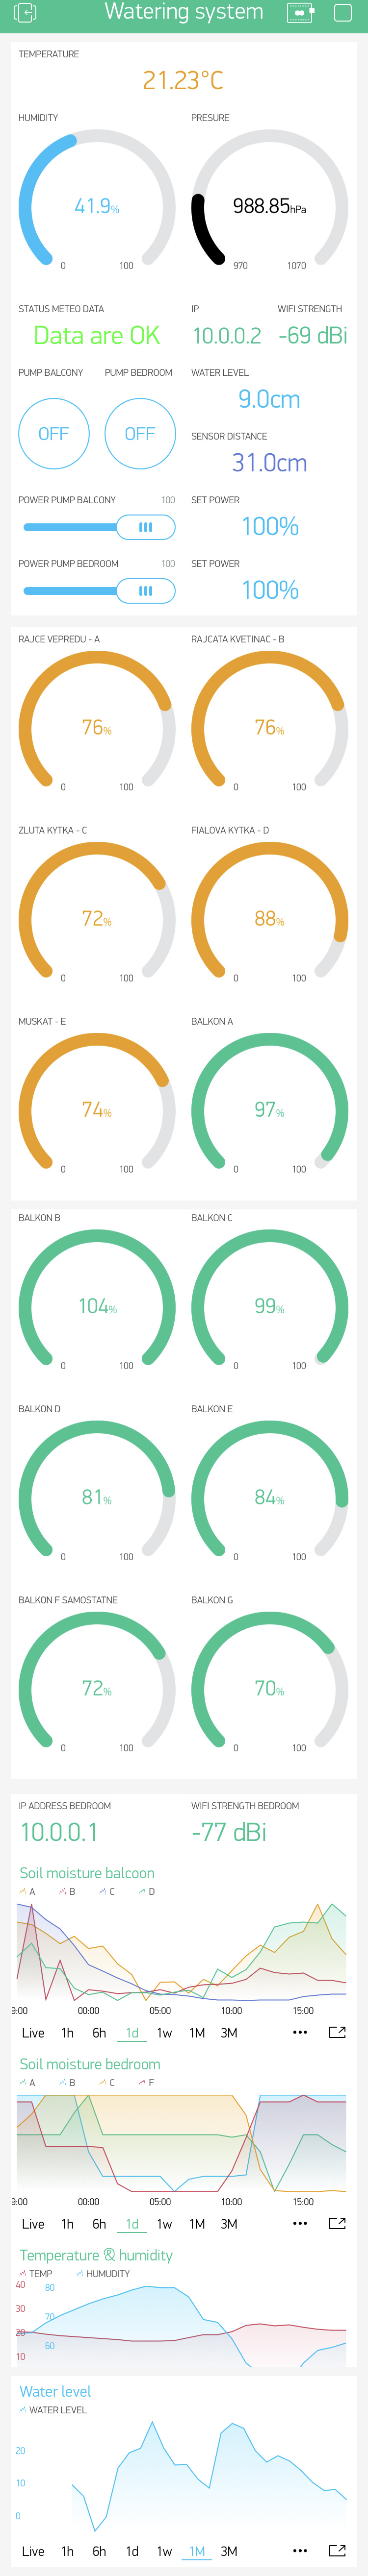 Watering system
TEMPERATURE
21.23°C
HUMIDITY PRESURE
41.9% 988.85hPa
0 100 970 1070
STATUS METEO DATA IP WIFI STRENGTH
Data are OK 10.0.0.2 -69 dBi
PUMP BALCONY PUMP BEDROOM WATER LEVEL
9.0cm
OFF OFF
SENSOR DISTANCE
31.0cm
POWER PUMP BALCONY 100 SET POWER
100%
POWER PUMP BEDROOM 100 SET POWER
100%
RAJCE VEPREDU - A RAJCATA KVETINAC - B
76% 76%
0 100 0 100
ZLUTA KYTKA - C FIALOVA KYTKA - D
72% 88%
0 100 0 100
MUSKAT - E BALKON A
74% 97%
0 100 0 100
BALKON B BALKON C
104% 99%
0 100 0 100
BALKON D BALKON E
81% 84%
0 100 0 100
BALKON F SAMOSTATNE BALKON G
72% 70%
0 100 0 100
IP ADDRESS BEDROOM WIFI STRENGTH BEDROOM
10.0.0.1 -77 dBi
Soil moisture balcoon
A B C D
9:00 00:00 05:00 10:00 15:00
Live 1h 6h 1d 1w 1M 3M
Soil moisture bedroom
A B C F
9:00 00:00 05:00 10:00 15:00
Live 1h 6h 1d 1w 1M 3M
Temperature & humidity
TEMP HUMUDITY
40 80
30
70
20
60
10
Water level
WATER LEVEL
20
10
0
Live 1h 6h 1d 1w 1M 3M